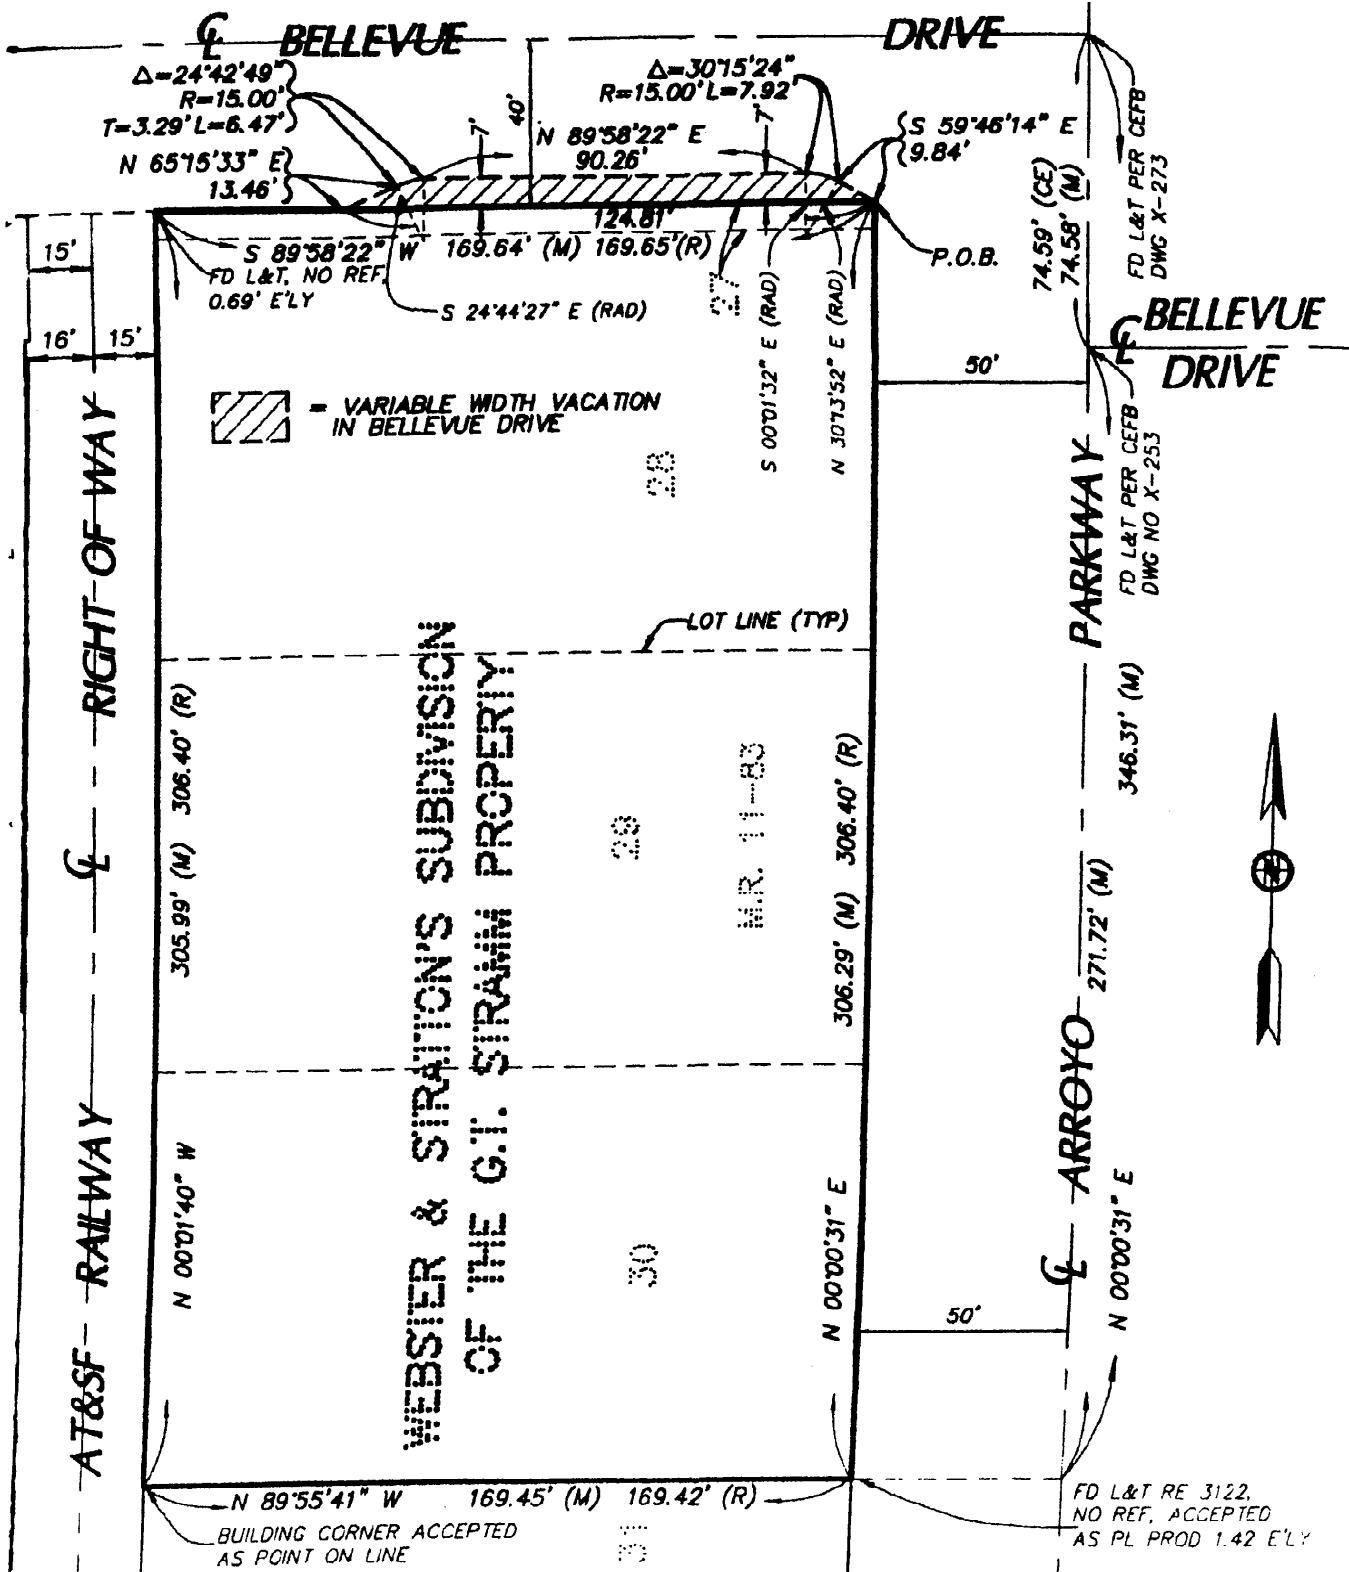 ℄ BELLEVUE DRIVE
Δ=24°42'49"
R=15.00'
T=3.29' L=6.47'
N 65°15'33" E
13.46'
40'
7'
Δ=30°15'24"
R=15.00' L=7.92'
N 89°58'22" E
90.26'
7'
S 59°46'14" E
9.84'
74.59' (CE)
74.58' (M)
FD L&T PER CEFB
DWG X-273
124.81'
S 89°58'22" W 169.64' (M) 169.65'(R)
FD L&T, NO REF,
0.69' E'LY
S 24°44'27" E (RAD)
27
S 00°01'32" E (RAD)
N 30°13'52" E (RAD)
P.O.B.
15'
16'
15'
50'
℄ BELLEVUE
DRIVE
FD L&T PER CEFB
DWG NO X-253
= VARIABLE WIDTH VACATION
IN BELLEVUE DRIVE
28
LOT LINE (TYP)
AT&SF RAILWAY ℄ RIGHT OF WAY
305.99' (M) 306.40' (R)
N 00°01'40" W
WEBSTER & STRATTON'S SUBDIVISION
OF THE G.T. STRAMM PROPERTY
29
M.R. 11-83
306.29' (M) 306.40' (R)
N 00°00'31" E
℄ ARROYO PARKWAY
271.72' (M)
346.31' (M)
N 00°00'31" E
N
30
50'
N 89°55'41" W 169.45' (M) 169.42' (R)
BUILDING CORNER ACCEPTED
AS POINT ON LINE
31
FD L&T RE 3122,
NO REF, ACCEPTED
AS PL PROD 1.42 E'LY